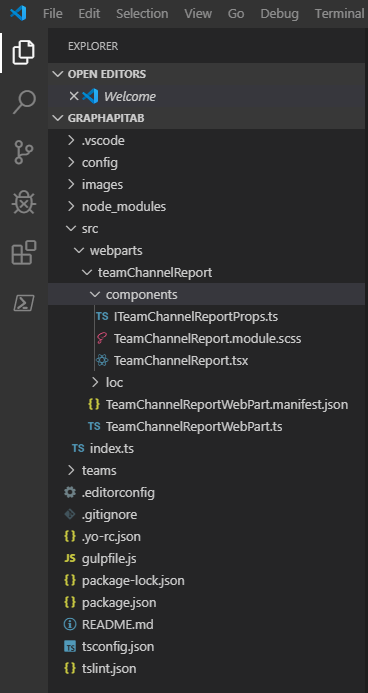 File Edit Selection View Go Debug Terminal
EXPLORER
OPEN EDITORS
Welcome
GRAPHAPITAB
.vscode
config
images
node_modules
src
webparts
teamChannelReport
components
TS ITeamChannelReportProps.ts
TeamChannelReport.module.scss
TeamChannelReport.tsx
loc
{} TeamChannelReportWebPart.manifest.json
TS TeamChannelReportWebPart.ts
TS index.ts
teams
.editorconfig
.gitignore
{} .yo-rc.json
JS gulpfile.js
{} package-lock.json
{} package.json
README.md
TS tsconfig.json
{} tslint.json